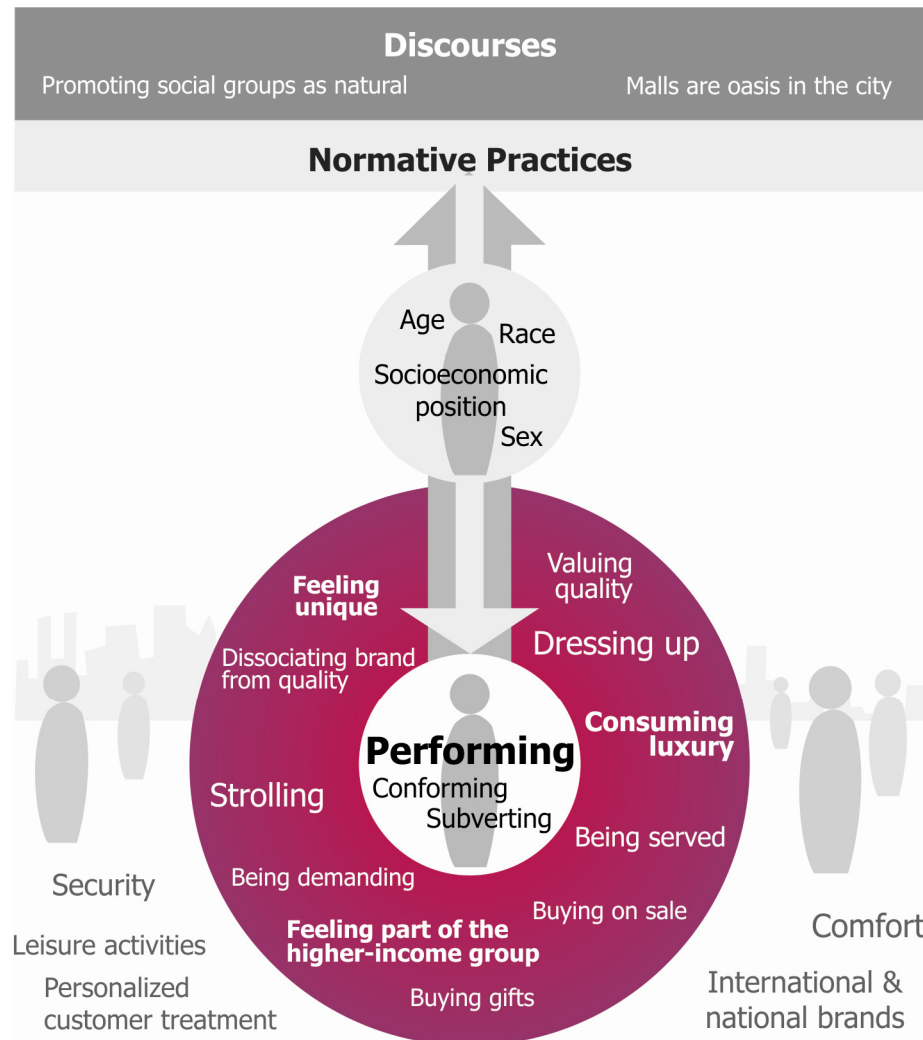 Discourses
Promoting social groups as natural
Malls are oasis in the city
Normative Practices
Age
Race
Socioeconomic
position
Sex
Feeling
unique
Valuing
quality
Dissociating brand
from quality
Dressing up
Consuming
luxury
Performing
Conforming
Subverting
Strolling
Being served
Being demanding
Buying on sale
Feeling part of the
higher-income group
Buying gifts
Security
Leisure activities
Personalized
customer treatment
Comfort
International &
national brands